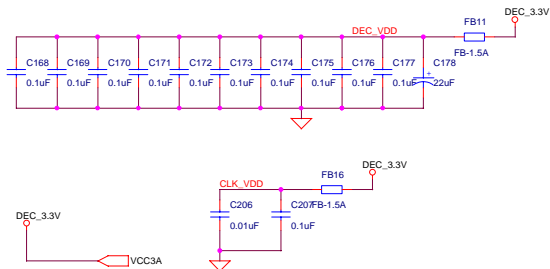 DEC_3.3V
FB11
DEC_VDD
FB-1.5A
C168 C169 C170 C171 C172 C173 C174 C175 C176 C177 C178
0.1uF 0.1uF 0.1uF 0.1uF 0.1uF 0.1uF 0.1uF 0.1uF 0.1uF 0.1uF 22uF
+
DEC_3.3V
FB16
CLK_VDD
FB-1.5A
C206 C207
0.01uF 0.1uF
DEC_3.3V
VCC3A